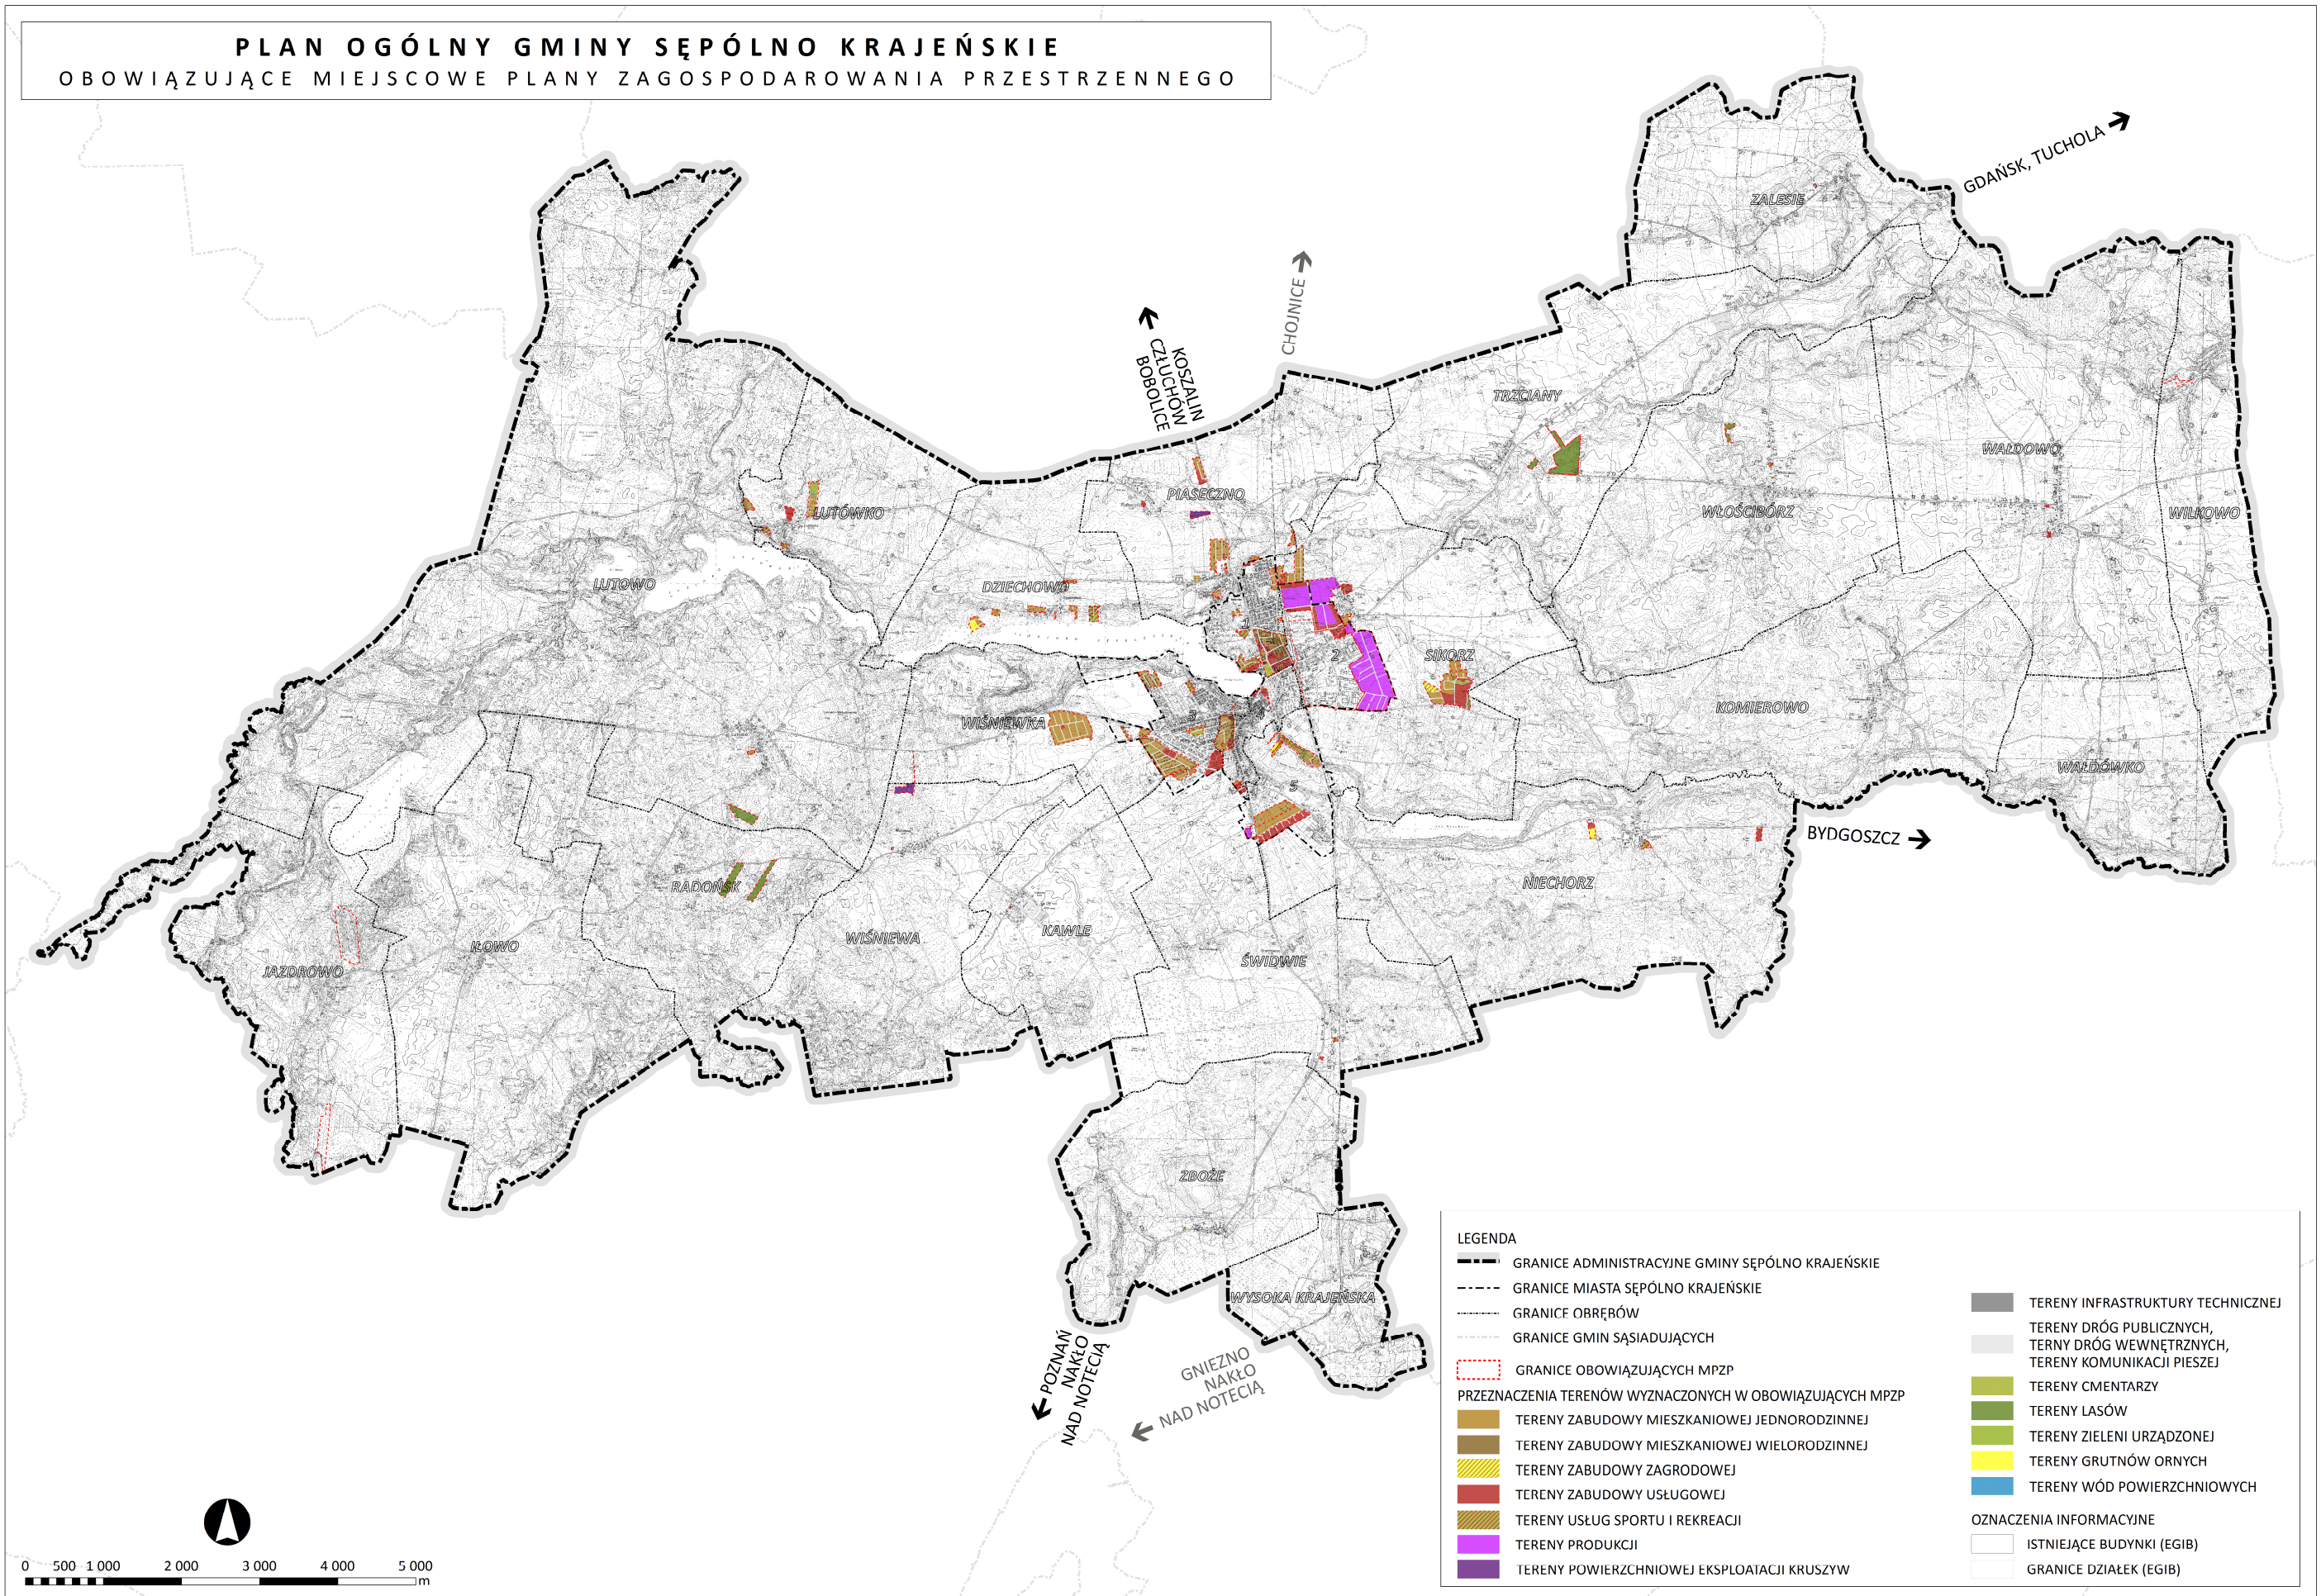 PLAN OGÓLNY GMINY SĘPÓLNO KRAJEŃSKIE
OBOWIĄZUJĄCE MIEJSCOWE PLANY ZAGOSPODAROWANIA PRZESTRZENNEGO
GDAŃSK, TUCHOLA
ZALESIE
CHOJNICE
KOSZALIN
CZŁUCHÓW
BOBOLICE
TRZCIANY
WAŁDOWO
PIASECZNO
LUTÓWKO
WŁOŚCIBÓRZ
WILKOWO
LUTOWO
DZIECHOWO
2
SIKORZ
KOMIEROWO
WIŚNIEWKA
3
WAŁDÓWKO
5
BYDGOSZCZ
RADOŃSK
NIECHORZ
WIŚNIEWA
KAWLE
IŁOWO
ŚWIDWIE
JAZDROWO
ZBOŻE
WYSOKA KRAJEŃSKA
POZNAŃ
NAKŁO
NAD NOTECIĄ
GNIEZNO
NAKŁO
NAD NOTECIĄ
LEGENDA
GRANICE ADMINISTRACYJNE GMINY SĘPÓLNO KRAJEŃSKIE
GRANICE MIASTA SĘPÓLNO KRAJEŃSKIE
GRANICE OBRĘBÓW
GRANICE GMIN SĄSIADUJĄCYCH
GRANICE OBOWIĄZUJĄCYCH MPZP
PRZEZNACZENIA TERENÓW WYZNACZONYCH W OBOWIĄZUJĄCYCH MPZP
TERENY ZABUDOWY MIESZKANIOWEJ JEDNORODZINNEJ
TERENY ZABUDOWY MIESZKANIOWEJ WIELORODZINNEJ
TERENY ZABUDOWY ZAGRODOWEJ
TERENY ZABUDOWY USŁUGOWEJ
TERENY USŁUG SPORTU I REKREACJI
TERENY PRODUKCJI
TERENY POWIERZCHNIOWEJ EKSPLOATACJI KRUSZYW
TERENY INFRASTRUKTURY TECHNICZNEJ
TERENY DRÓG PUBLICZNYCH,
TERNY DRÓG WEWNĘTRZNYCH,
TERENY KOMUNIKACJI PIESZEJ
TERENY CMENTARZY
TERENY LASÓW
TERENY ZIELENI URZĄDZONEJ
TERENY GRUTNÓW ORNYCH
TERENY WÓD POWIERZCHNIOWYCH
OZNACZENIA INFORMACYJNE
ISTNIEJĄCE BUDYNKI (EGIB)
GRANICE DZIAŁEK (EGIB)
0 500 1 000 2 000 3 000 4 000 5 000
m